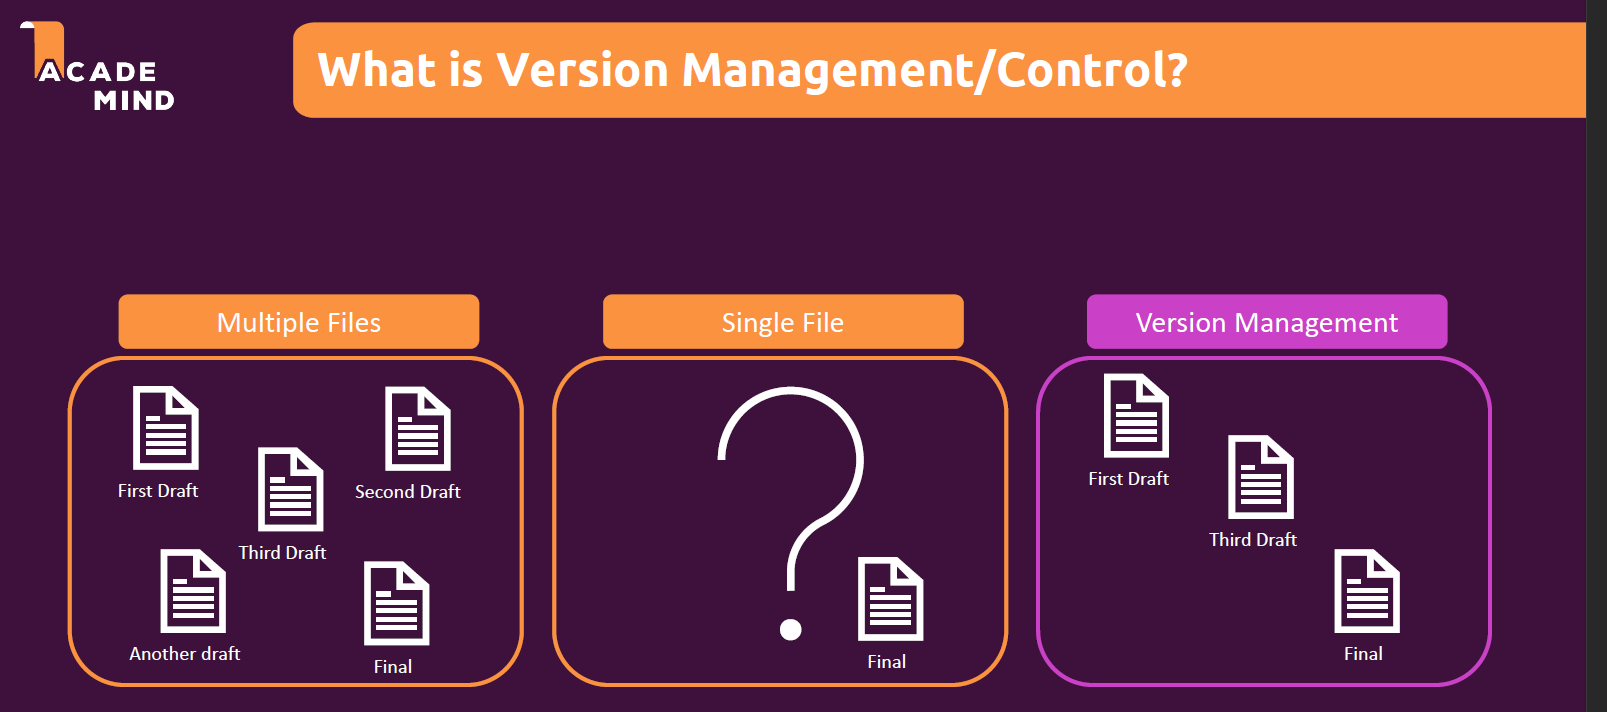 ACADE
MIND
What is Version Management/Control?
Multiple Files
First Draft
Second Draft
Third Draft
Another draft
Final
Single File
Final
Version Management
First Draft
Third Draft
Final